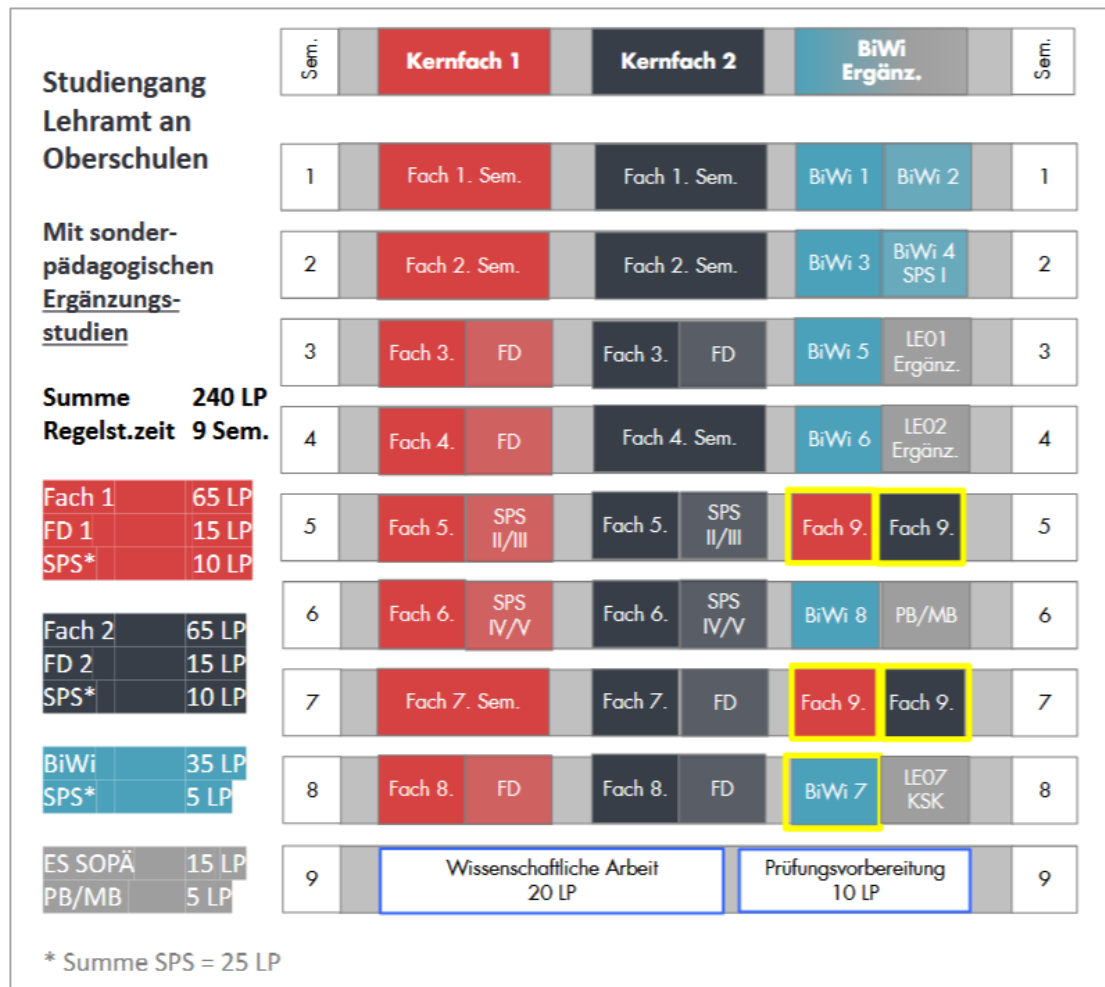 Studiengang
Lehramt an
Oberschulen
Mit sonder-
pädagogischen
Ergänzungs-
studien
Summe 240 LP
Regelst.zeit 9 Sem.
Fach 1 65 LP
FD 1 15 LP
SPS* 10 LP
Fach 2 65 LP
FD 2 15 LP
SPS* 10 LP
BiWi 35 LP
SPS* 5 LP
ES SOPÄ 15 LP
PB/MB 5 LP
* Summe SPS = 25 LP
Sem. Kernfach 1 Kernfach 2 BiWi Ergänz. Sem.
1 Fach 1. Sem. Fach 1. Sem. BiWi 1 BiWi 2 1
2 Fach 2. Sem. Fach 2. Sem. BiWi 3 BiWi 4 SPS I 2
3 Fach 3. FD Fach 3. FD BiWi 5 LE01 Ergänz. 3
4 Fach 4. FD Fach 4. Sem. BiWi 6 LE02 Ergänz. 4
5 Fach 5. SPS II/III Fach 5. SPS II/III Fach 9. Fach 9. 5
6 Fach 6. SPS IV/V Fach 6. SPS IV/V BiWi 8 PB/MB 6
7 Fach 7. Sem. Fach 7. FD Fach 9. Fach 9. 7
8 Fach 8. FD Fach 8. FD BiWi 7 LE07 KSK 8
9 Wissenschaftliche Arbeit 20 LP Prüfungsvorbereitung 10 LP 9